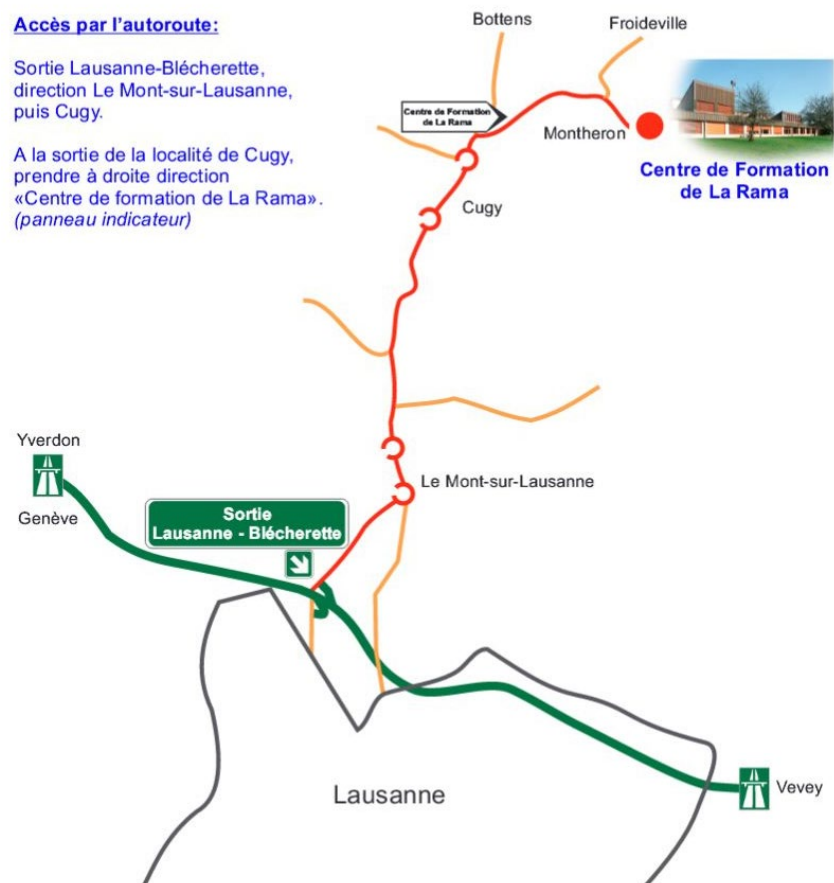 Accès par l'autoroute:
Sortie Lausanne-Blécherette,
direction Le Mont-sur-Lausanne,
puis Cugy.
A la sortie de la localité de Cugy,
prendre à droite direction
«Centre de formation de La Rama».
(panneau indicateur)
Bottens
Froideville
Centre de Formation
de La Rama
Montheron
Centre de Formation
de La Rama
Cugy
Yverdon
Genève
Le Mont-sur-Lausanne
Sortie
Lausanne - Blécherette
Lausanne
Vevey